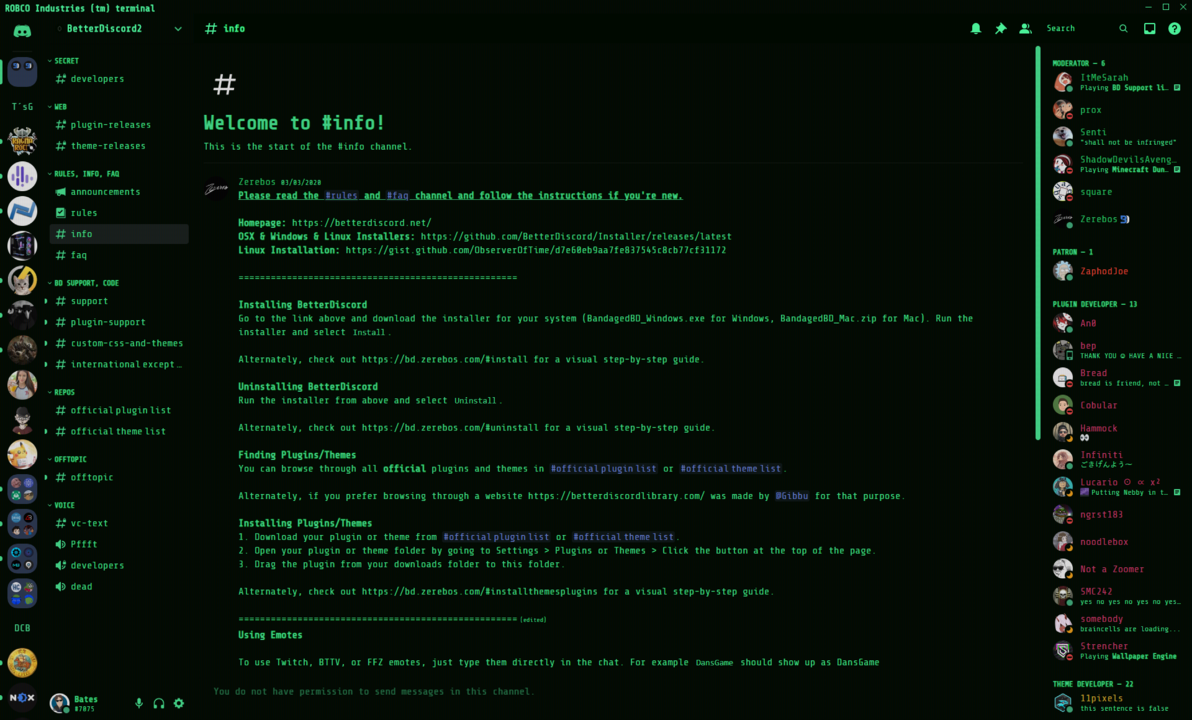 ROBCO Industries (tm) terminal
BetterDiscord2
# info
Search
SECRET
developers
T`sG
WEB
plugin-releases
theme-releases
RULES, INFO, FAQ
announcements
rules
info
faq
BD SUPPORT, CODE
support
plugin-support
custom-css-and-themes
international except …
REPOS
official plugin list
official theme list
OFFTOPIC
offtopic
VOICE
vc-text
Pffft
developers
dead
DCB
NOX
Bates
#7875
#
Welcome to #info!
This is the start of the #info channel.
Zerebos 03/03/2020
Please read the #rules and #faq channel and follow the instructions if you're new.
Homepage: https://betterdiscord.net/
OSX & Windows & Linux Installers: https://github.com/BetterDiscord/Installer/releases/latest
Linux Installation: https://gist.github.com/ObserverOfTime/d7e60eb9aa7fe837545c8cb77cf31172
====================================================
Installing BetterDiscord
Go to the link above and download the installer for your system (BandagedBD_Windows.exe for Windows, BandagedBD_Mac.zip for Mac). Run the
installer and select Install.
Alternately, check out https://bd.zerebos.com/#install for a visual step-by-step guide.
Uninstalling BetterDiscord
Run the installer from above and select Uninstall.
Alternately, check out https://bd.zerebos.com/#uninstall for a visual step-by-step guide.
Finding Plugins/Themes
You can browse through all official plugins and themes in #official plugin list or #official theme list.
Alternately, if you prefer browsing through a website https://betterdiscordlibrary.com/ was made by @Gibbu for that purpose.
Installing Plugins/Themes
1. Download your plugin or theme from #official plugin list or #official theme list.
2. Open your plugin or theme folder by going to Settings > Plugins or Themes > Click the button at the top of the page.
3. Drag the plugin from your downloads folder to this folder.
Alternately, check out https://bd.zerebos.com/#installthemesplugins for a visual step-by-step guide.
==================================================== [edited]
Using Emotes
To use Twitch, BTTV, or FFZ emotes, just type them directly in the chat. For example DansGame should show up as DansGame
You do not have permission to send messages in this channel.
MODERATOR — 6
ItMeSarah
Playing BD Support li…
prox
Senti
"shall not be infringed"
ShadowDevilsAveng…
Playing Minecraft Dun…
square
Zerebos
PATRON — 1
ZaphodJoe
PLUGIN DEVELOPER — 13
An0
bep
THANK YOU ☺ HAVE A NICE …
Bread
bread is friend, not …
Cobular
Hammock
👀
Infiniti
ごきげんよう～
Lucario ⊙ ∝ x²
Putting Nebby in t…
ngrst183
noodlebox
Not a Zoomer
SMC242
yes no yes no yes no yes…
somebody
braincells are loading...
Strencher
Playing Wallpaper Engine
THEME DEVELOPER — 22
11pixels
this sentence is false